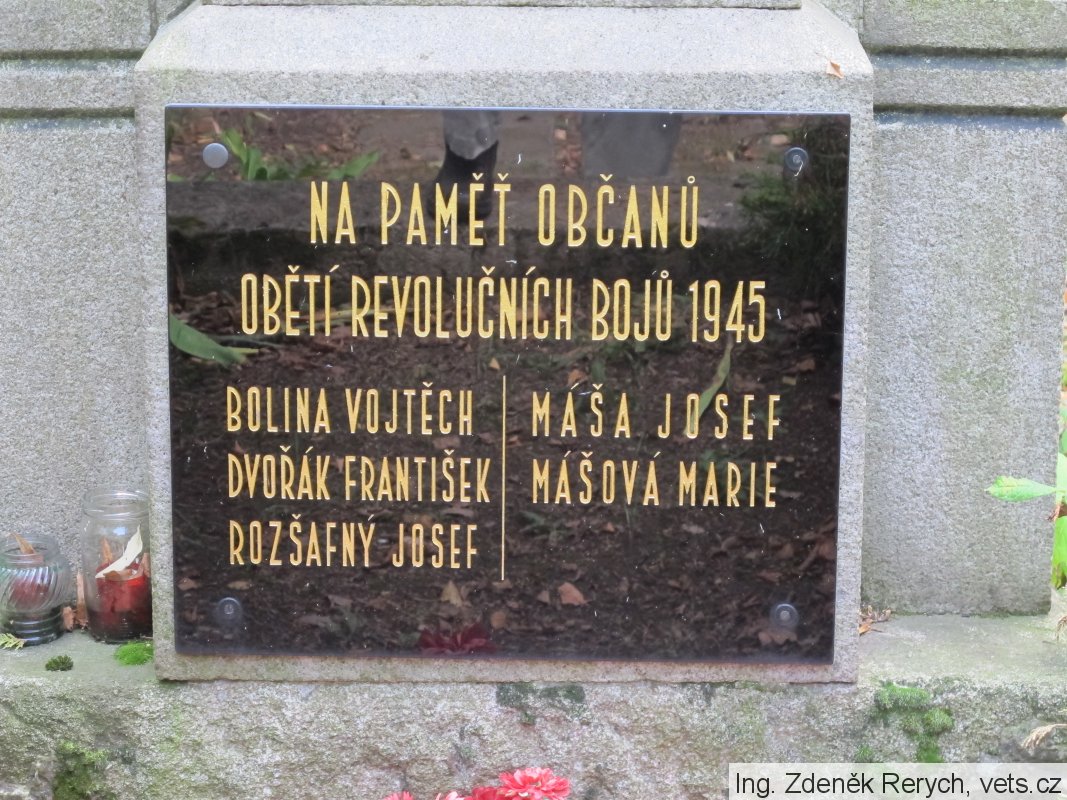 NA PAMĚŤ OBČANŮ
OBĚTÍ REVOLUČNÍCH BOJŮ 1945
BOLINA VOJTĚCH
DVOŘÁK FRANTIŠEK
ROZŠAFNÝ JOSEF
MÁŠA JOSEF
MÁŠOVÁ MARIE
Ing. Zdeněk Rerych, vets.cz